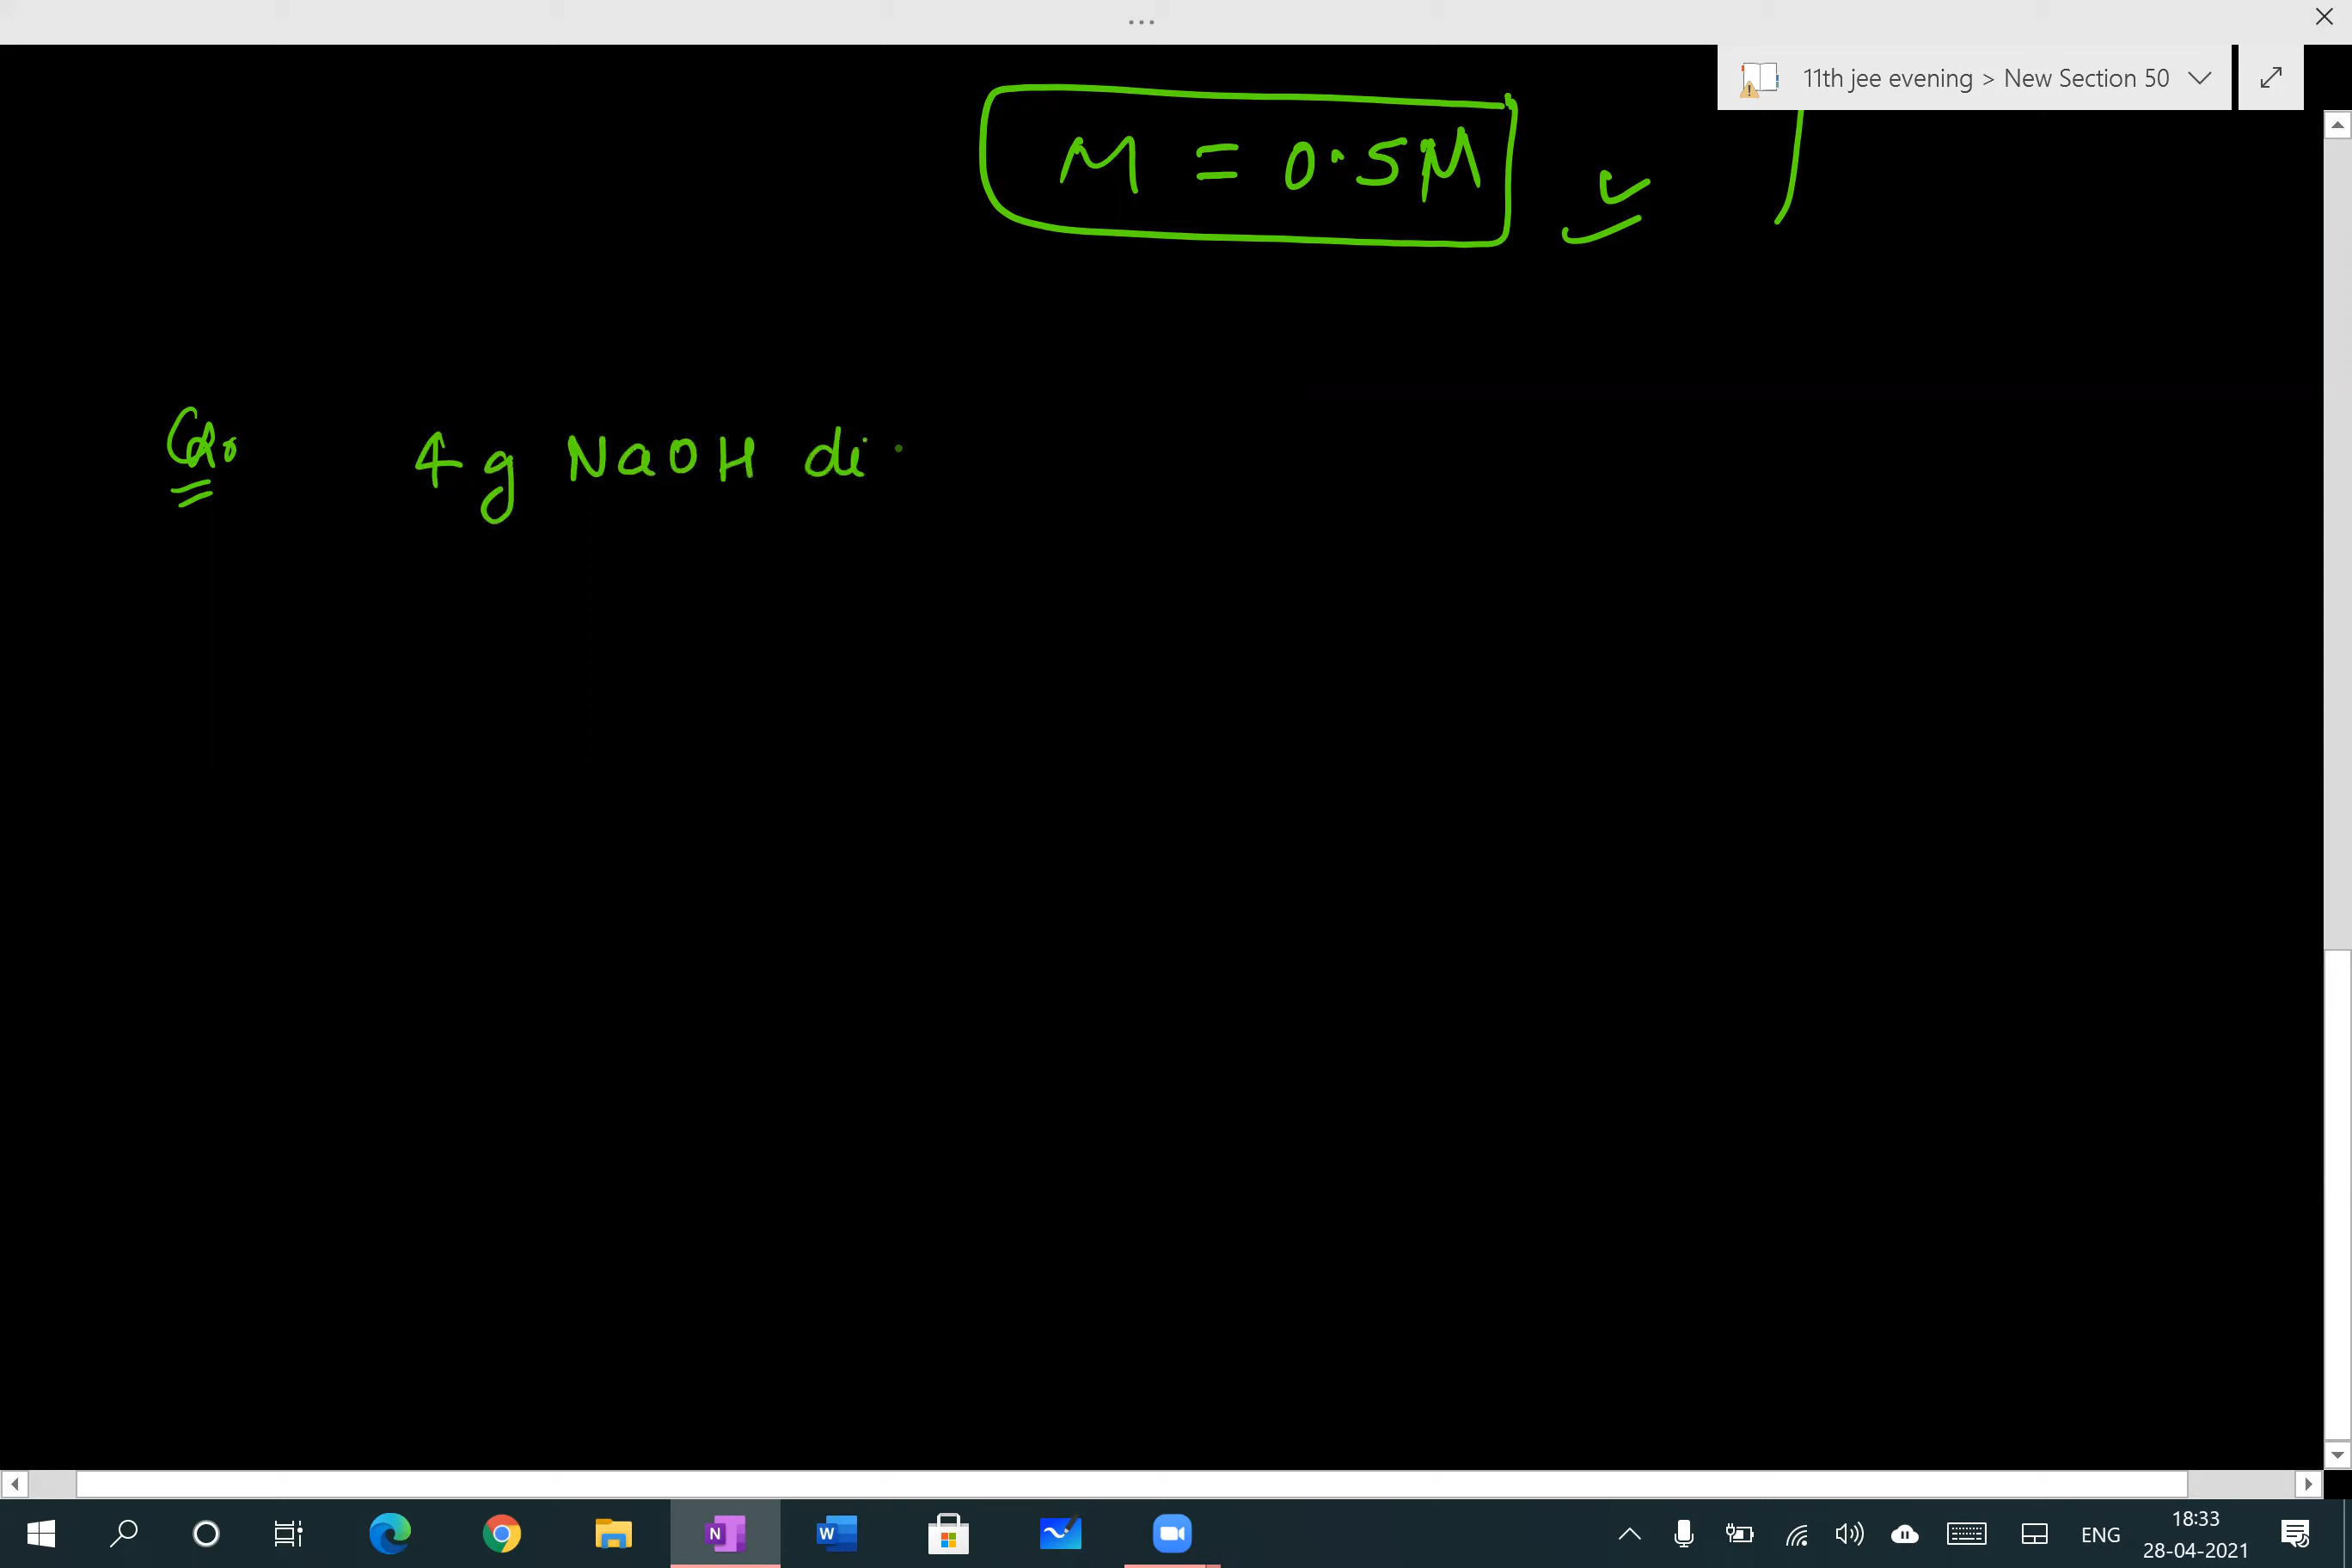 11th jee evening > New Section 50
M = 0.5M
Q. 4 g NaOH di
ENG
18:33
28-04-2021